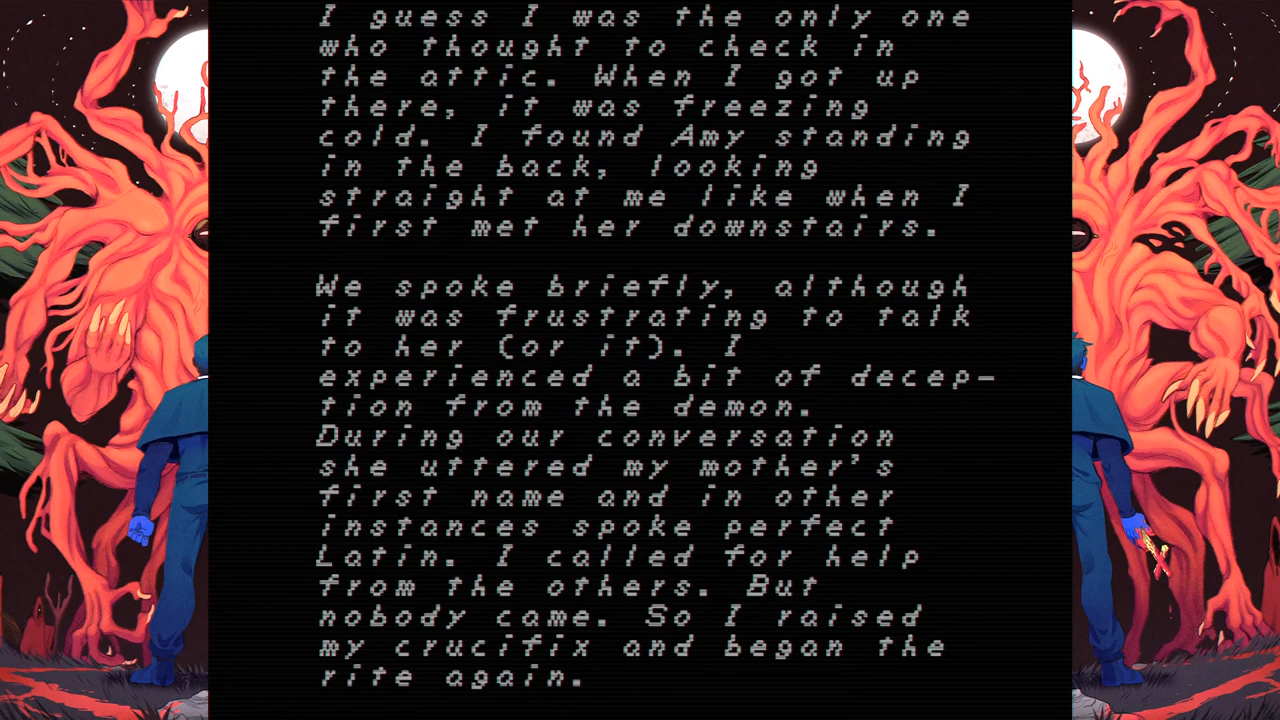 I guess I was the only one
who thought to check in
the attic. When I got up
there, it was freezing
cold. I found Amy standing
in the back, looking
straight at me like when I
first met her downstairs.
We spoke briefly, although
it was frustrating to talk
to her (or it). I
experienced a bit of decep-
tion from the demon.
During our conversation
she uttered my mother's
first name and in other
instances spoke perfect
Latin. I called for help
from the others. But
nobody came. So I raised
my crucifix and began the
rite again.